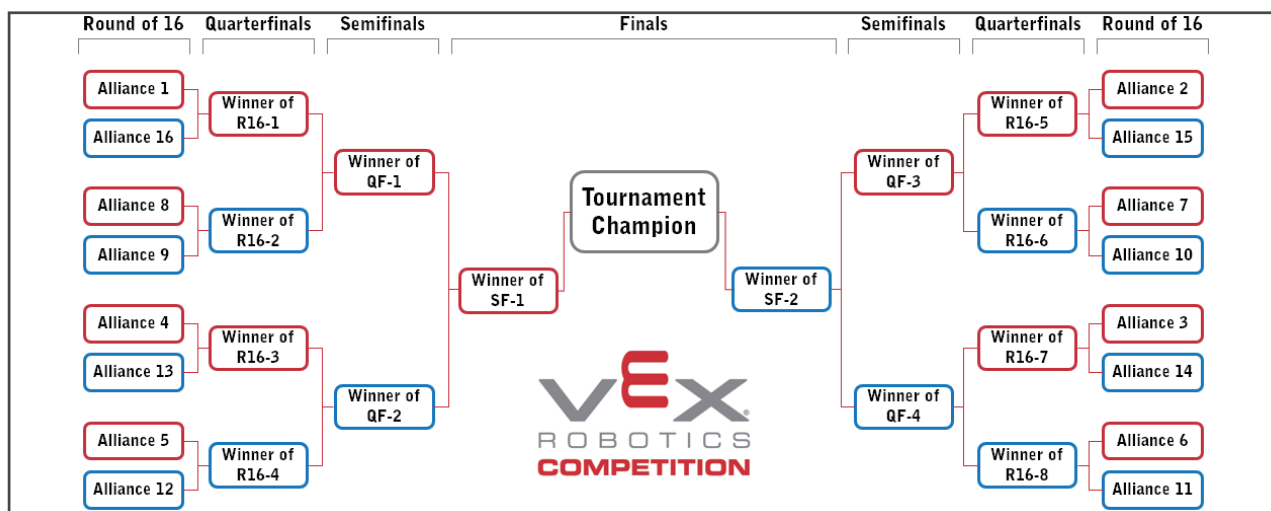 Round of 16
Quarterfinals
Semifinals
Finals
Semifinals
Quarterfinals
Round of 16
Alliance 1
Alliance 16
Alliance 8
Alliance 9
Alliance 4
Alliance 13
Alliance 5
Alliance 12
Winner of
R16-1
Winner of
R16-2
Winner of
R16-3
Winner of
R16-4
Winner of
QF-1
Winner of
QF-2
Winner of
SF-1
Tournament
Champion
Winner of
SF-2
Winner of
QF-3
Winner of
QF-4
Winner of
R16-5
Winner of
R16-6
Winner of
R16-7
Winner of
R16-8
Alliance 2
Alliance 15
Alliance 7
Alliance 10
Alliance 3
Alliance 14
Alliance 6
Alliance 11
VEX®
ROBOTICS
COMPETITION